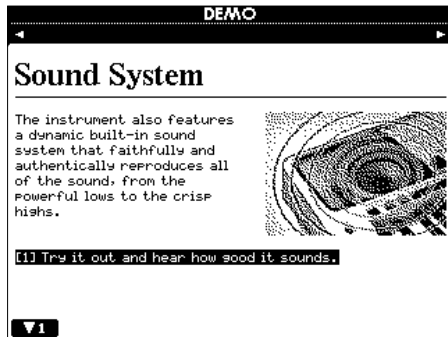 DEMO
Sound System
The instrument also features
a dynamic built-in sound
system that faithfully and
authentically reproduces all
of the sound, from the
powerful lows to the crisp
highs.
[1] Try it out and hear how good it sounds.
▼1